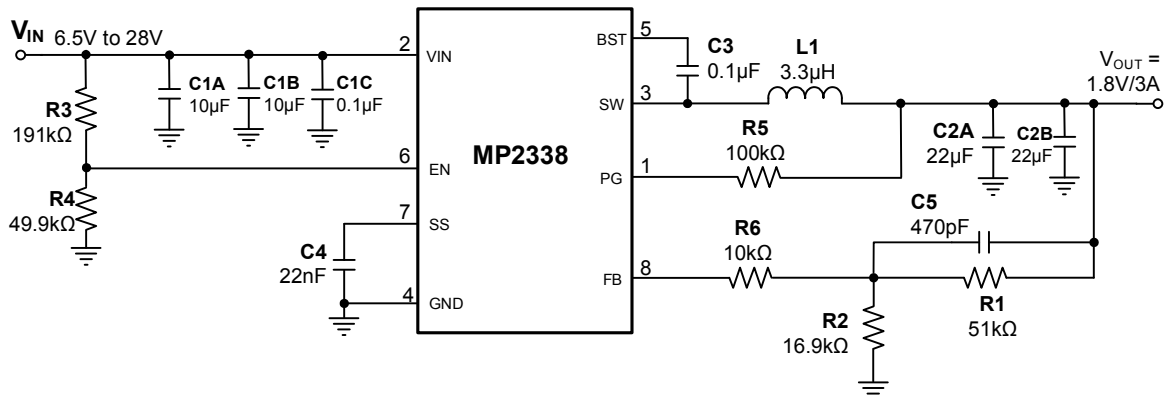 VIN 6.5V to 28V
R3
191kΩ
R4
49.9kΩ
C1A
10µF
C1B
10µF
C1C
0.1µF
C4
22nF
2
VIN
6
EN
7
SS
4
GND
MP2338
BST
5
SW
3
PG
1
FB
8
C3
0.1µF
L1
3.3µH
R5
100kΩ
R6
10kΩ
R2
16.9kΩ
C5
470pF
R1
51kΩ
C2A
22µF
C2B
22µF
VOUT =
1.8V/3A